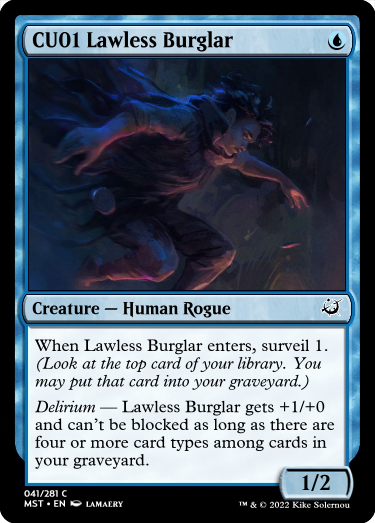 CU01 Lawless Burglar
Creature — Human Rogue
When Lawless Burglar enters, surveil 1.
(Look at the top card of your library. You
may put that card into your graveyard.)
Delirium — Lawless Burglar gets +1/+0
and can't be blocked as long as there are
four or more card types among cards in
your graveyard.
1/2
041/281 C
MST • EN LAMAERY
™ & © 2022 Kike Solernou